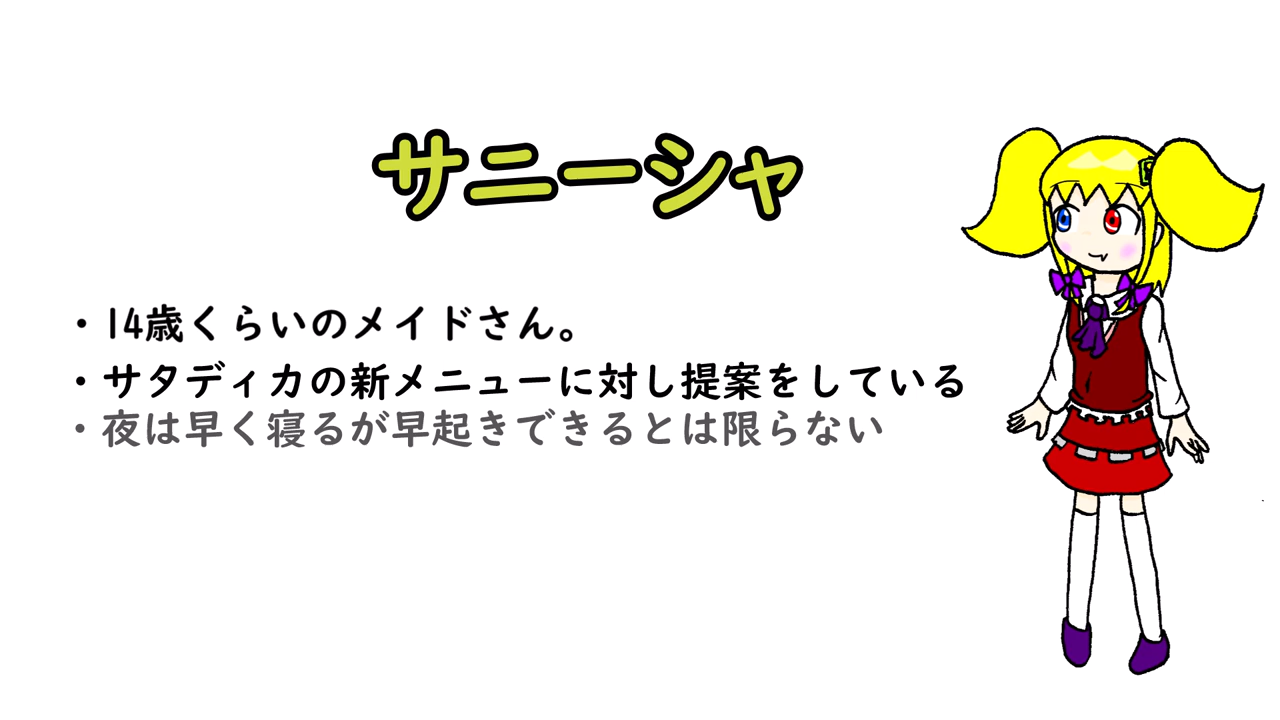 サニーシャ
・14歳くらいのメイドさん。
・サタディカの新メニューに対し提案をしている
・夜は早く寝るが早起きできるとは限らない